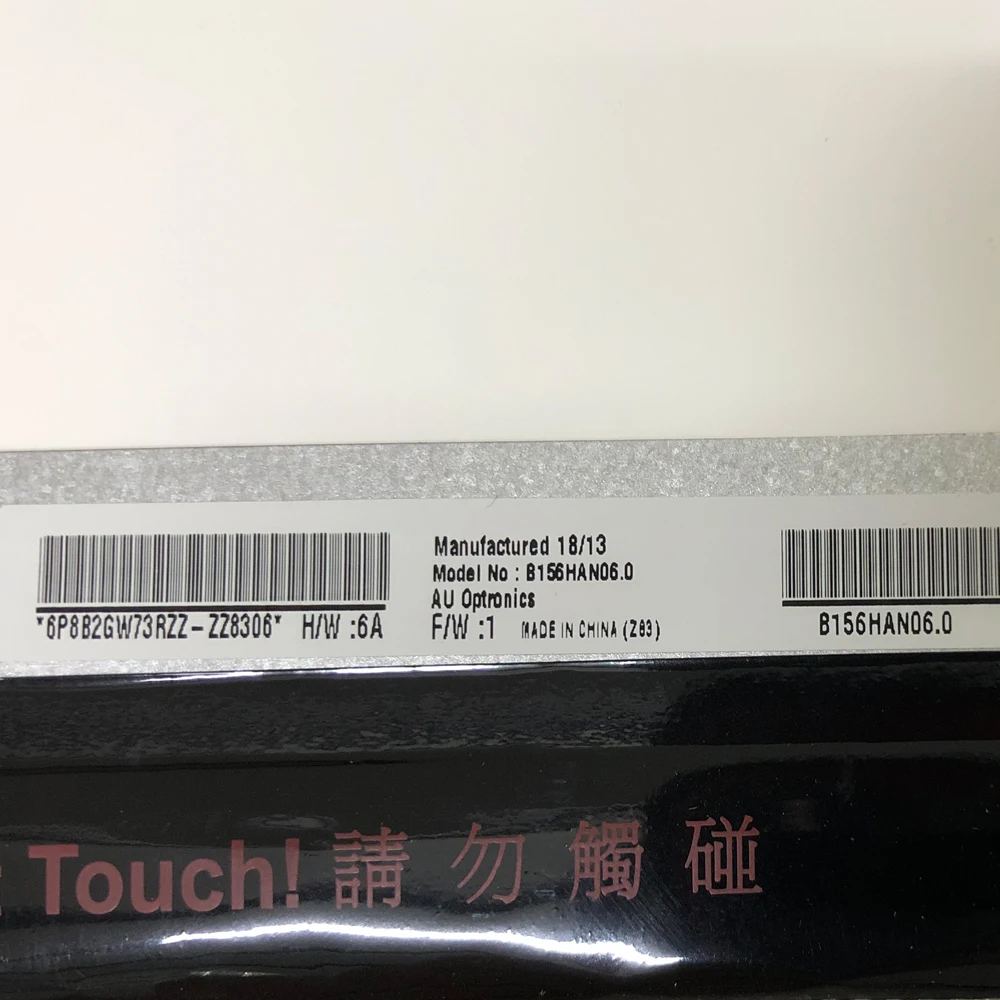 *6P8B2GW73RZZ-ZZ8306* H/W :6A
Manufactured 18/13
Model No : B156HAN06.0
AU Optronics
F/W :1 MADE IN CHINA (Z63)
B156HAN06.0
Touch! 請勿觸碰